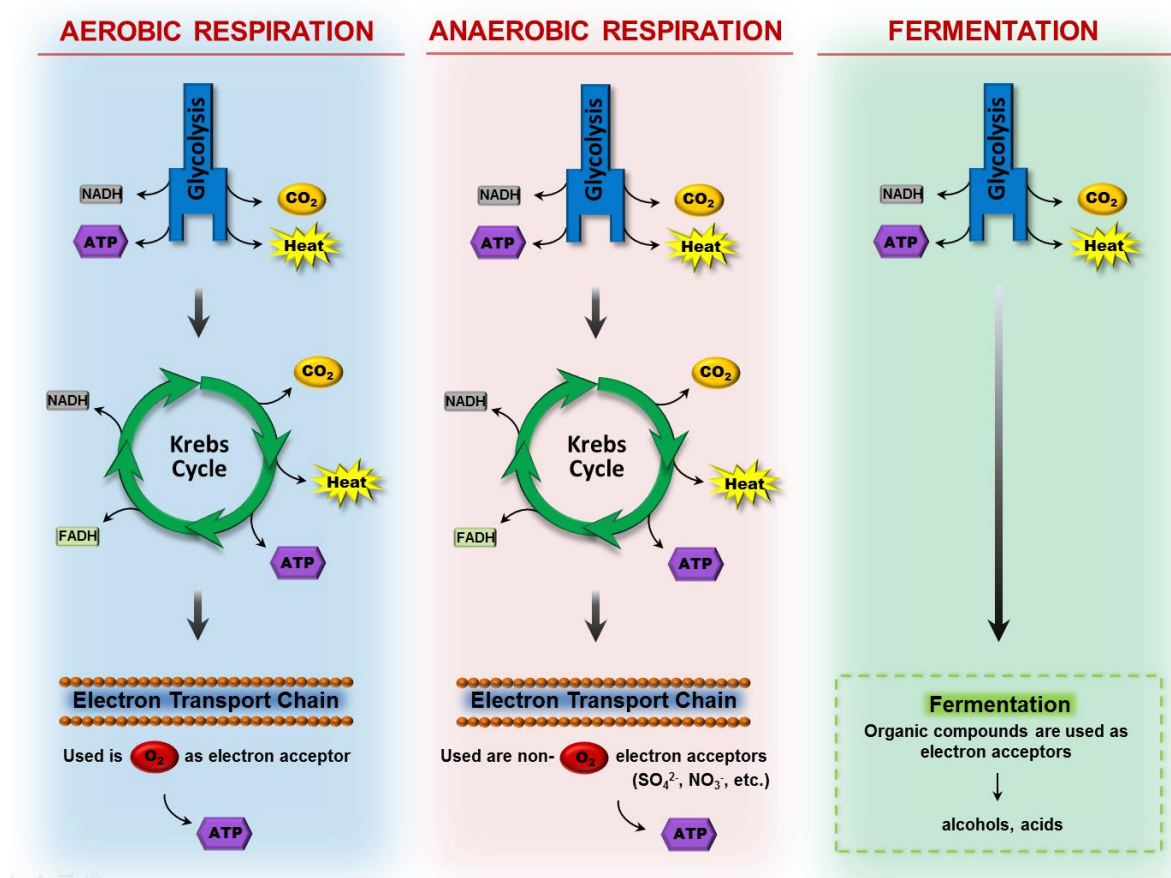 AEROBIC RESPIRATION
Glycolysis
NADH
CO₂
ATP
Heat
CO₂
NADH
Krebs
Cycle
Heat
FADH
ATP
Electron Transport Chain
Used is O₂ as electron acceptor
ATP
ANAEROBIC RESPIRATION
Glycolysis
NADH
CO₂
ATP
Heat
CO₂
NADH
Krebs
Cycle
Heat
FADH
ATP
Electron Transport Chain
Used are non- O₂ electron acceptors
(SO₄²⁻, NO₃⁻, etc.)
ATP
FERMENTATION
Glycolysis
NADH
CO₂
ATP
Heat
Fermentation
Organic compounds are used as
electron acceptors
alcohols, acids